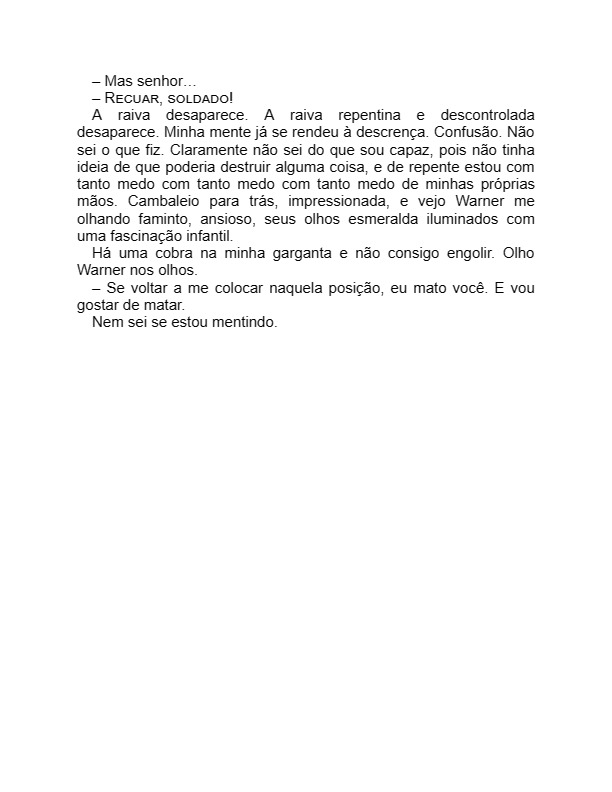 – Mas senhor...
– RECUAR, SOLDADO!
A raiva desaparece. A raiva repentina e descontrolada
desaparece. Minha mente já se rendeu à descrença. Confusão. Não
sei o que fiz. Claramente não sei do que sou capaz, pois não tinha
ideia de que poderia destruir alguma coisa, e de repente estou com
tanto medo com tanto medo com tanto medo de minhas próprias
mãos. Cambaleio para trás, impressionada, e vejo Warner me
olhando faminto, ansioso, seus olhos esmeralda iluminados com
uma fascinação infantil.
Há uma cobra na minha garganta e não consigo engolir. Olho
Warner nos olhos.
– Se voltar a me colocar naquela posição, eu mato você. E vou
gostar de matar.
Nem sei se estou mentindo.